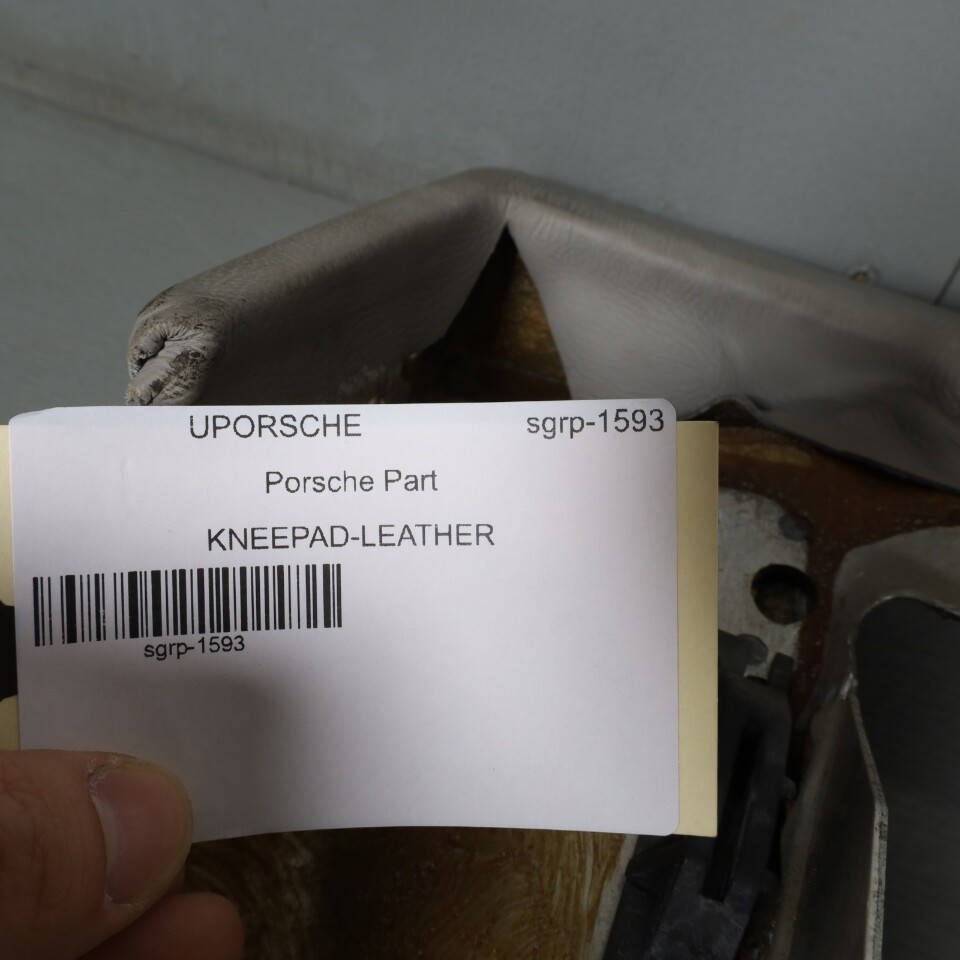 UPORSCHE sgrp-1593
Porsche Part
KNEEPAD-LEATHER
sgrp-1593